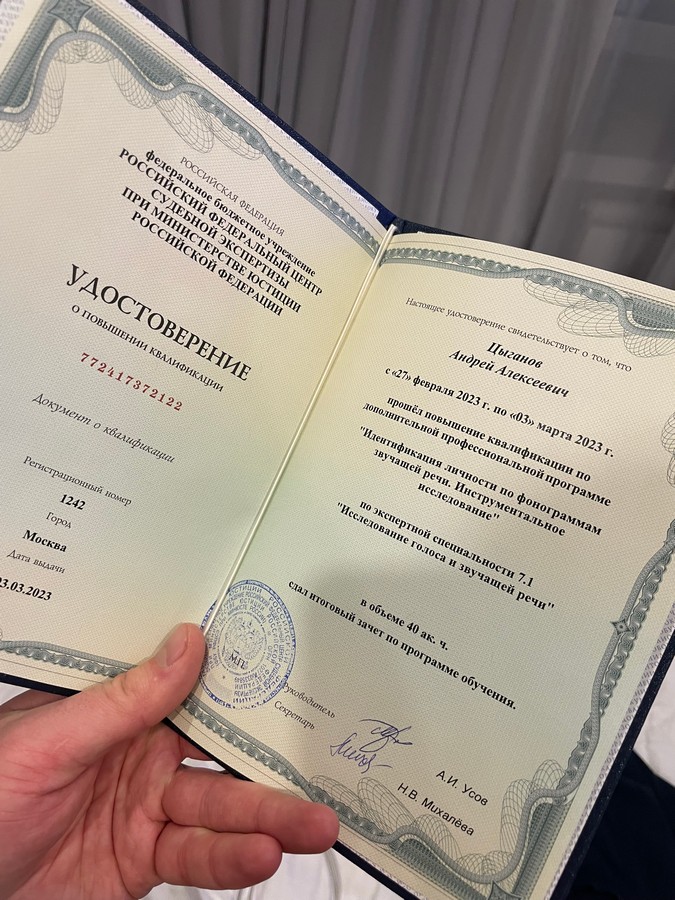 РОССИЙСКАЯ ФЕДЕРАЦИЯ
федеральное бюджетное учреждение
РОССИЙСКИЙ ФЕДЕРАЛЬНЫЙ ЦЕНТР
СУДЕБНОЙ ЭКСПЕРТИЗЫ
ПРИ МИНИСТЕРСТВЕ ЮСТИЦИИ
РОССИЙСКОЙ ФЕДЕРАЦИИ
УДОСТОВЕРЕНИЕ
О ПОВЫШЕНИИ КВАЛИФИКАЦИИ
772417372122
Документ о квалификации
Регистрационный номер
1242
Город
Москва
Дата выдачи
03.03.2023
Настоящее удостоверение свидетельствует о том, что
Цыганов
Андрей Алексеевич
с «27» февраля 2023 г. по «03» марта 2023 г.
прошёл повышение квалификации по
дополнительной профессиональной программе
"Идентификация личности по фонограммам
звучащей речи. Инструментальное
исследование"
по экспертной специальности 7.1
"Исследование голоса и звучащей речи"
в объеме 40 ак. ч.
сдал итоговый зачет по программе обучения.
М.П.
Руководитель
Секретарь
А.И. Усов
Н.В. Михалёва